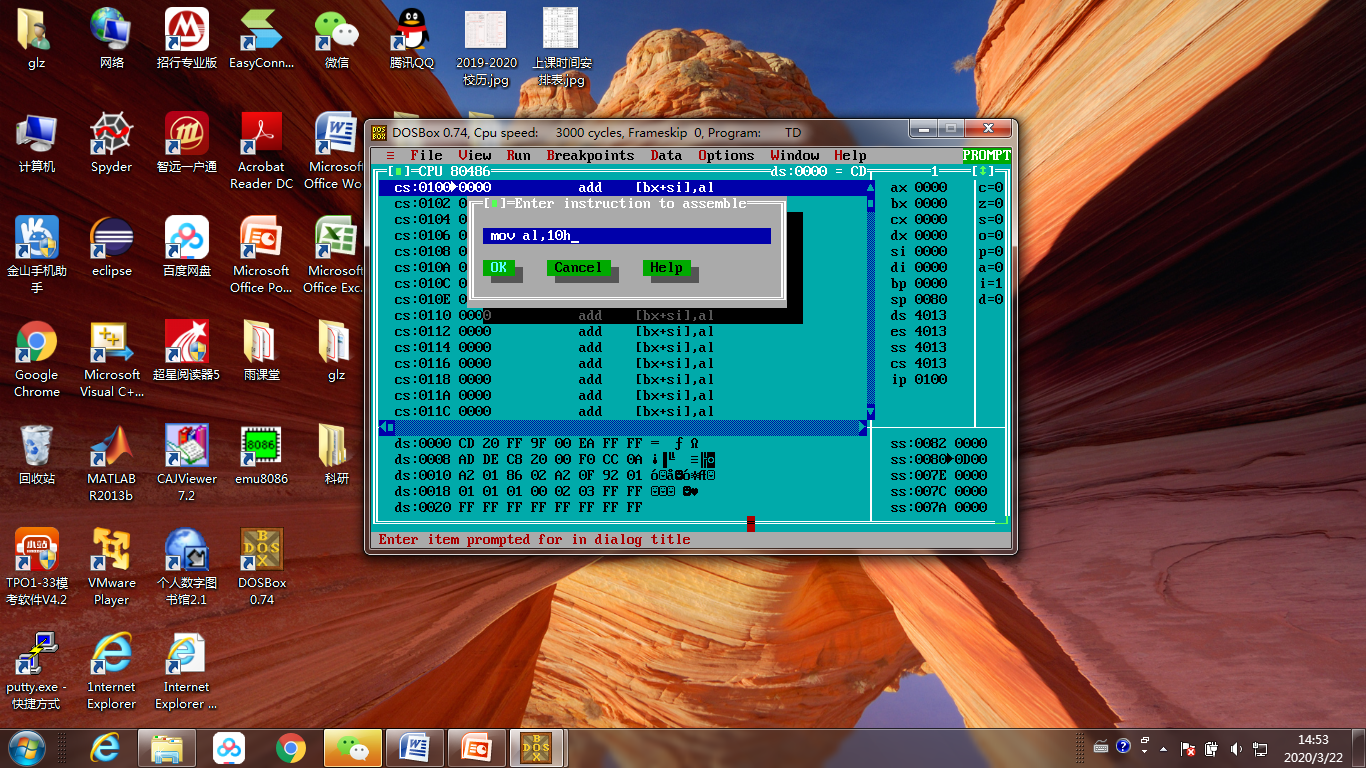 glz
网络
招行专业版
EasyConn...
微信
腾讯QQ
2019-2020
校历.jpg
上课时间安
排表.jpg
计算机
Spyder
智远一户通
Acrobat
Reader DC
Microsoft
Office Wo
金山手机助
手
eclipse
百度网盘
Microsoft
Office Po...
Microsoft
Office Exc.
Google
Chrome
Microsoft
Visual C+...
超星阅读器5
雨课堂
glz
回收站
MATLAB
R2013b
CAJViewer
7.2
8086
emu8086
科研
小站
TPO1-33模
考软件V4.2
VMware
Player
个人数字图
书馆2.1
DOSBox
0.74
putty.exe -
快捷方式
1nternet
Explorer
Internet
Explorer ...
DOSBox 0.74, Cpu speed: 3000 cycles, Frameskip 0, Program: TD
≡ File View Run Breakpoints Data Options Window Help PROMPT
CPU 80486 ds:0000 = CD 1
cs:0100 0000 add [bx+si],al
cs:0102 0
cs:0104 0
cs:0106 0
cs:0108 0
cs:010A 0
cs:010C 0
cs:010E 0
cs:0110 0000 add [bx+si],al
cs:0112 0000 add [bx+si],al
cs:0114 0000 add [bx+si],al
cs:0116 0000 add [bx+si],al
cs:0118 0000 add [bx+si],al
cs:011A 0000 add [bx+si],al
cs:011C 0000 add [bx+si],al
Enter instruction to assemble
mov al,10h_
OK Cancel Help
ax 0000 c=0
bx 0000 z=0
cx 0000 s=0
dx 0000 o=0
si 0000 p=0
di 0000 a=0
bp 0000 i=1
sp 0080 d=0
ds 4013
es 4013
ss 4013
cs 4013
ip 0100
ds:0000 CD 20 FF 9F 00 EA FF FF = ƒ Ω
ds:0008 AD DE C8 20 00 F0 CC 0A
ds:0010 A2 01 86 02 A2 0F 92 01
ds:0018 01 01 01 00 02 03 FF FF
ds:0020 FF FF FF FF FF FF FF FF
ss:0082 0000
ss:0080 0D00
ss:007E 0000
ss:007C 0000
ss:007A 0000
Enter item prompted for in dialog title
14:53
2020/3/22